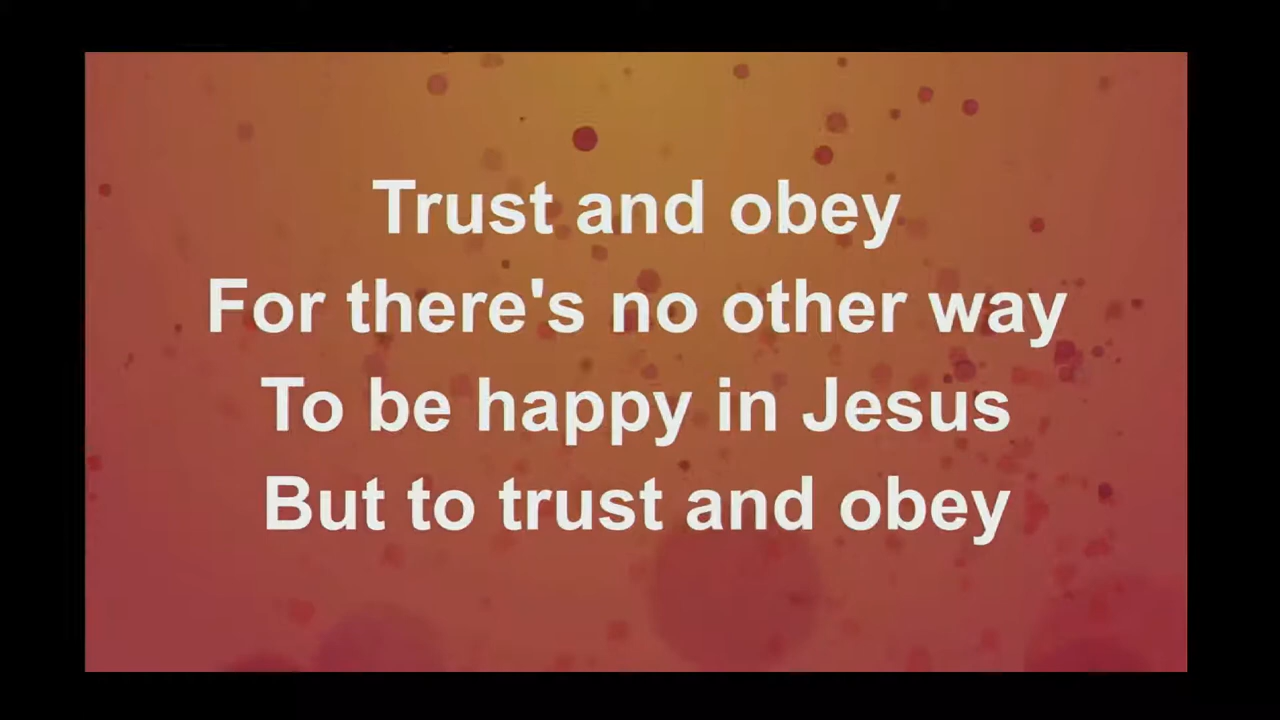 Trust and obey
For there's no other way
To be happy in Jesus
But to trust and obey